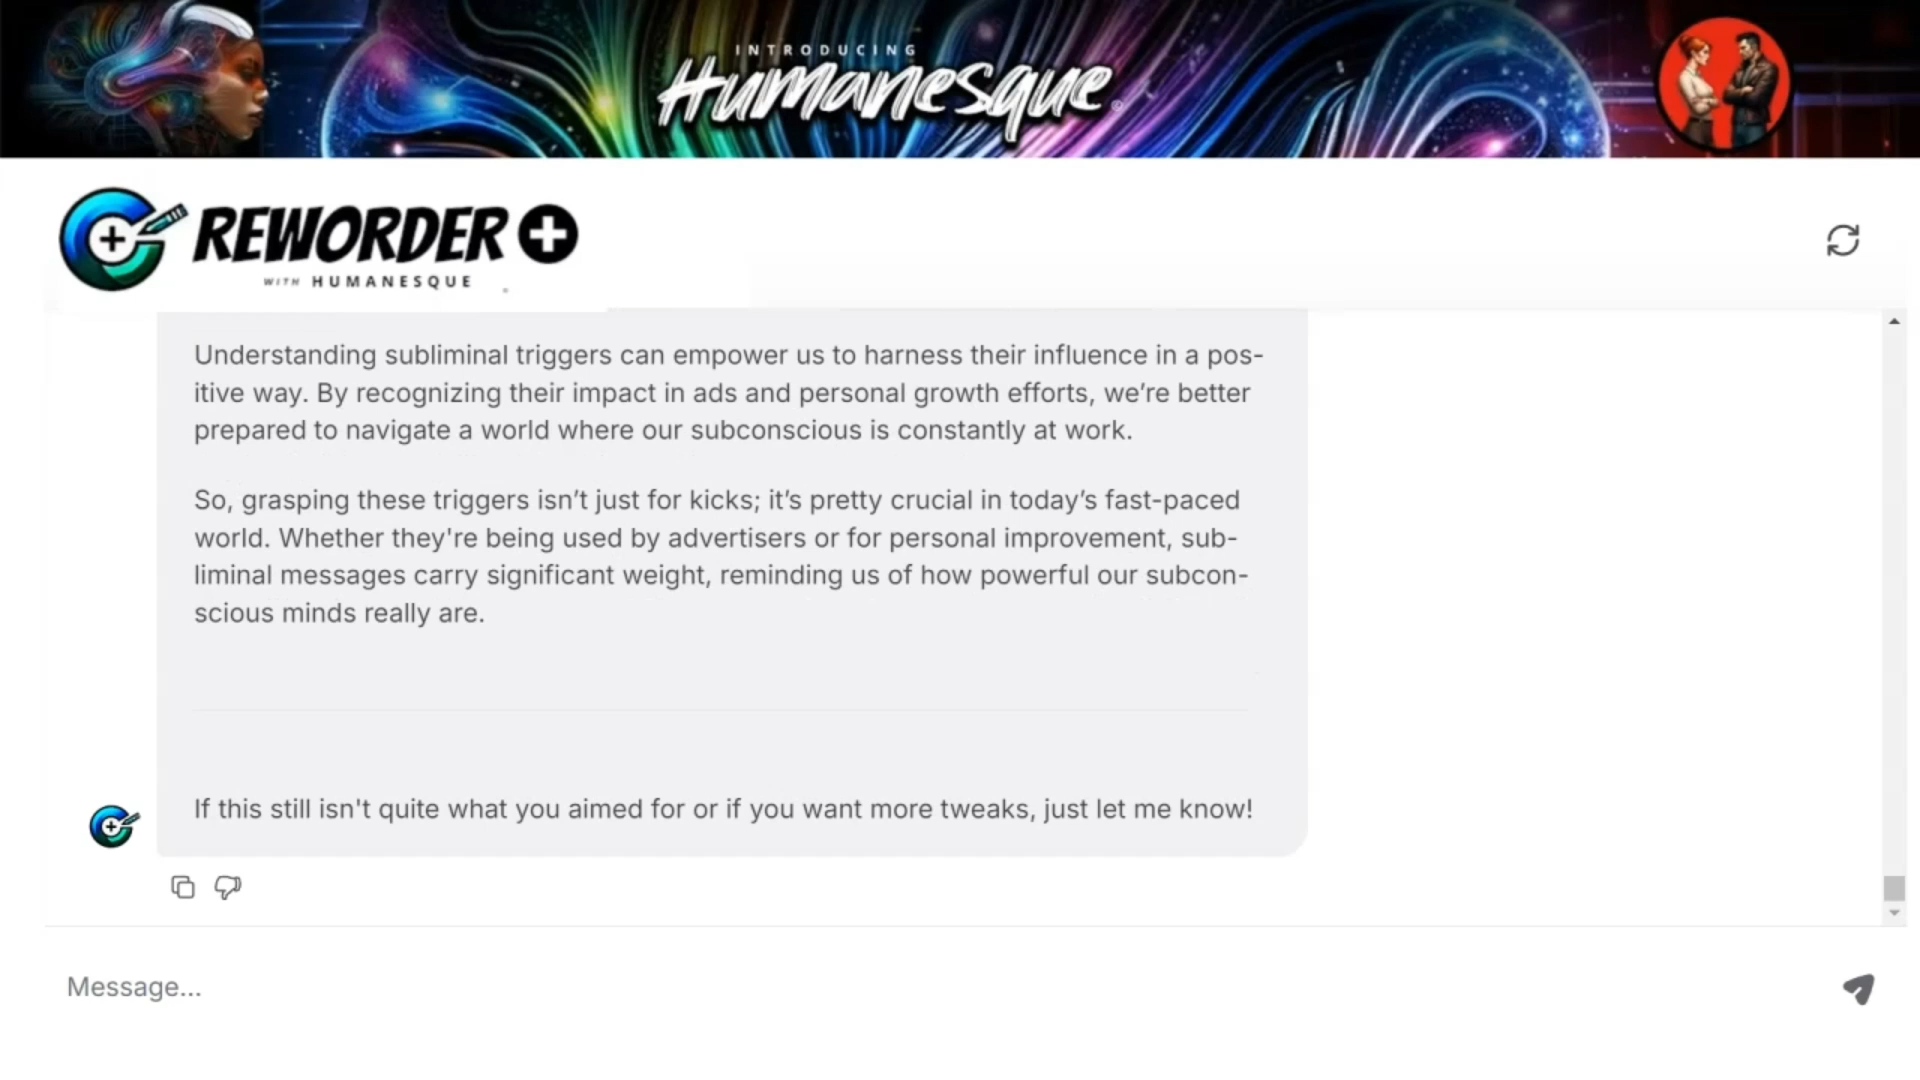 INTRODUCING
Humanesque
REWORDER
WITH HUMANESQUE
Understanding subliminal triggers can empower us to harness their influence in a pos-
itive way. By recognizing their impact in ads and personal growth efforts, we’re better
prepared to navigate a world where our subconscious is constantly at work.
So, grasping these triggers isn’t just for kicks; it’s pretty crucial in today’s fast-paced
world. Whether they're being used by advertisers or for personal improvement, sub-
liminal messages carry significant weight, reminding us of how powerful our subcon-
scious minds really are.
If this still isn't quite what you aimed for or if you want more tweaks, just let me know!
Message...